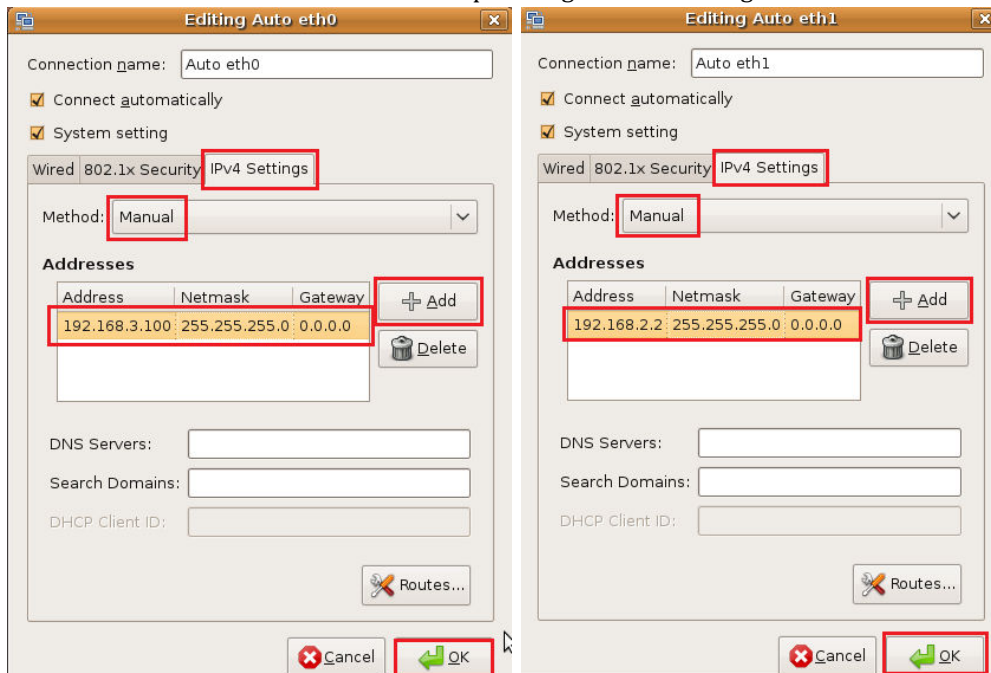 Editing Auto eth0
Connection name: Auto eth0
Connect automatically
System setting
Wired 802.1x Security IPv4 Settings
Method: Manual
Addresses
Address Netmask Gateway
Add
192.168.3.100 255.255.255.0 0.0.0.0
Delete
DNS Servers:
Search Domains:
DHCP Client ID:
Routes...
Cancel OK
Editing Auto eth1
Connection name: Auto eth1
Connect automatically
System setting
Wired 802.1x Security IPv4 Settings
Method: Manual
Addresses
Address Netmask Gateway
Add
192.168.2.2 255.255.255.0 0.0.0.0
Delete
DNS Servers:
Search Domains:
DHCP Client ID:
Routes...
Cancel OK